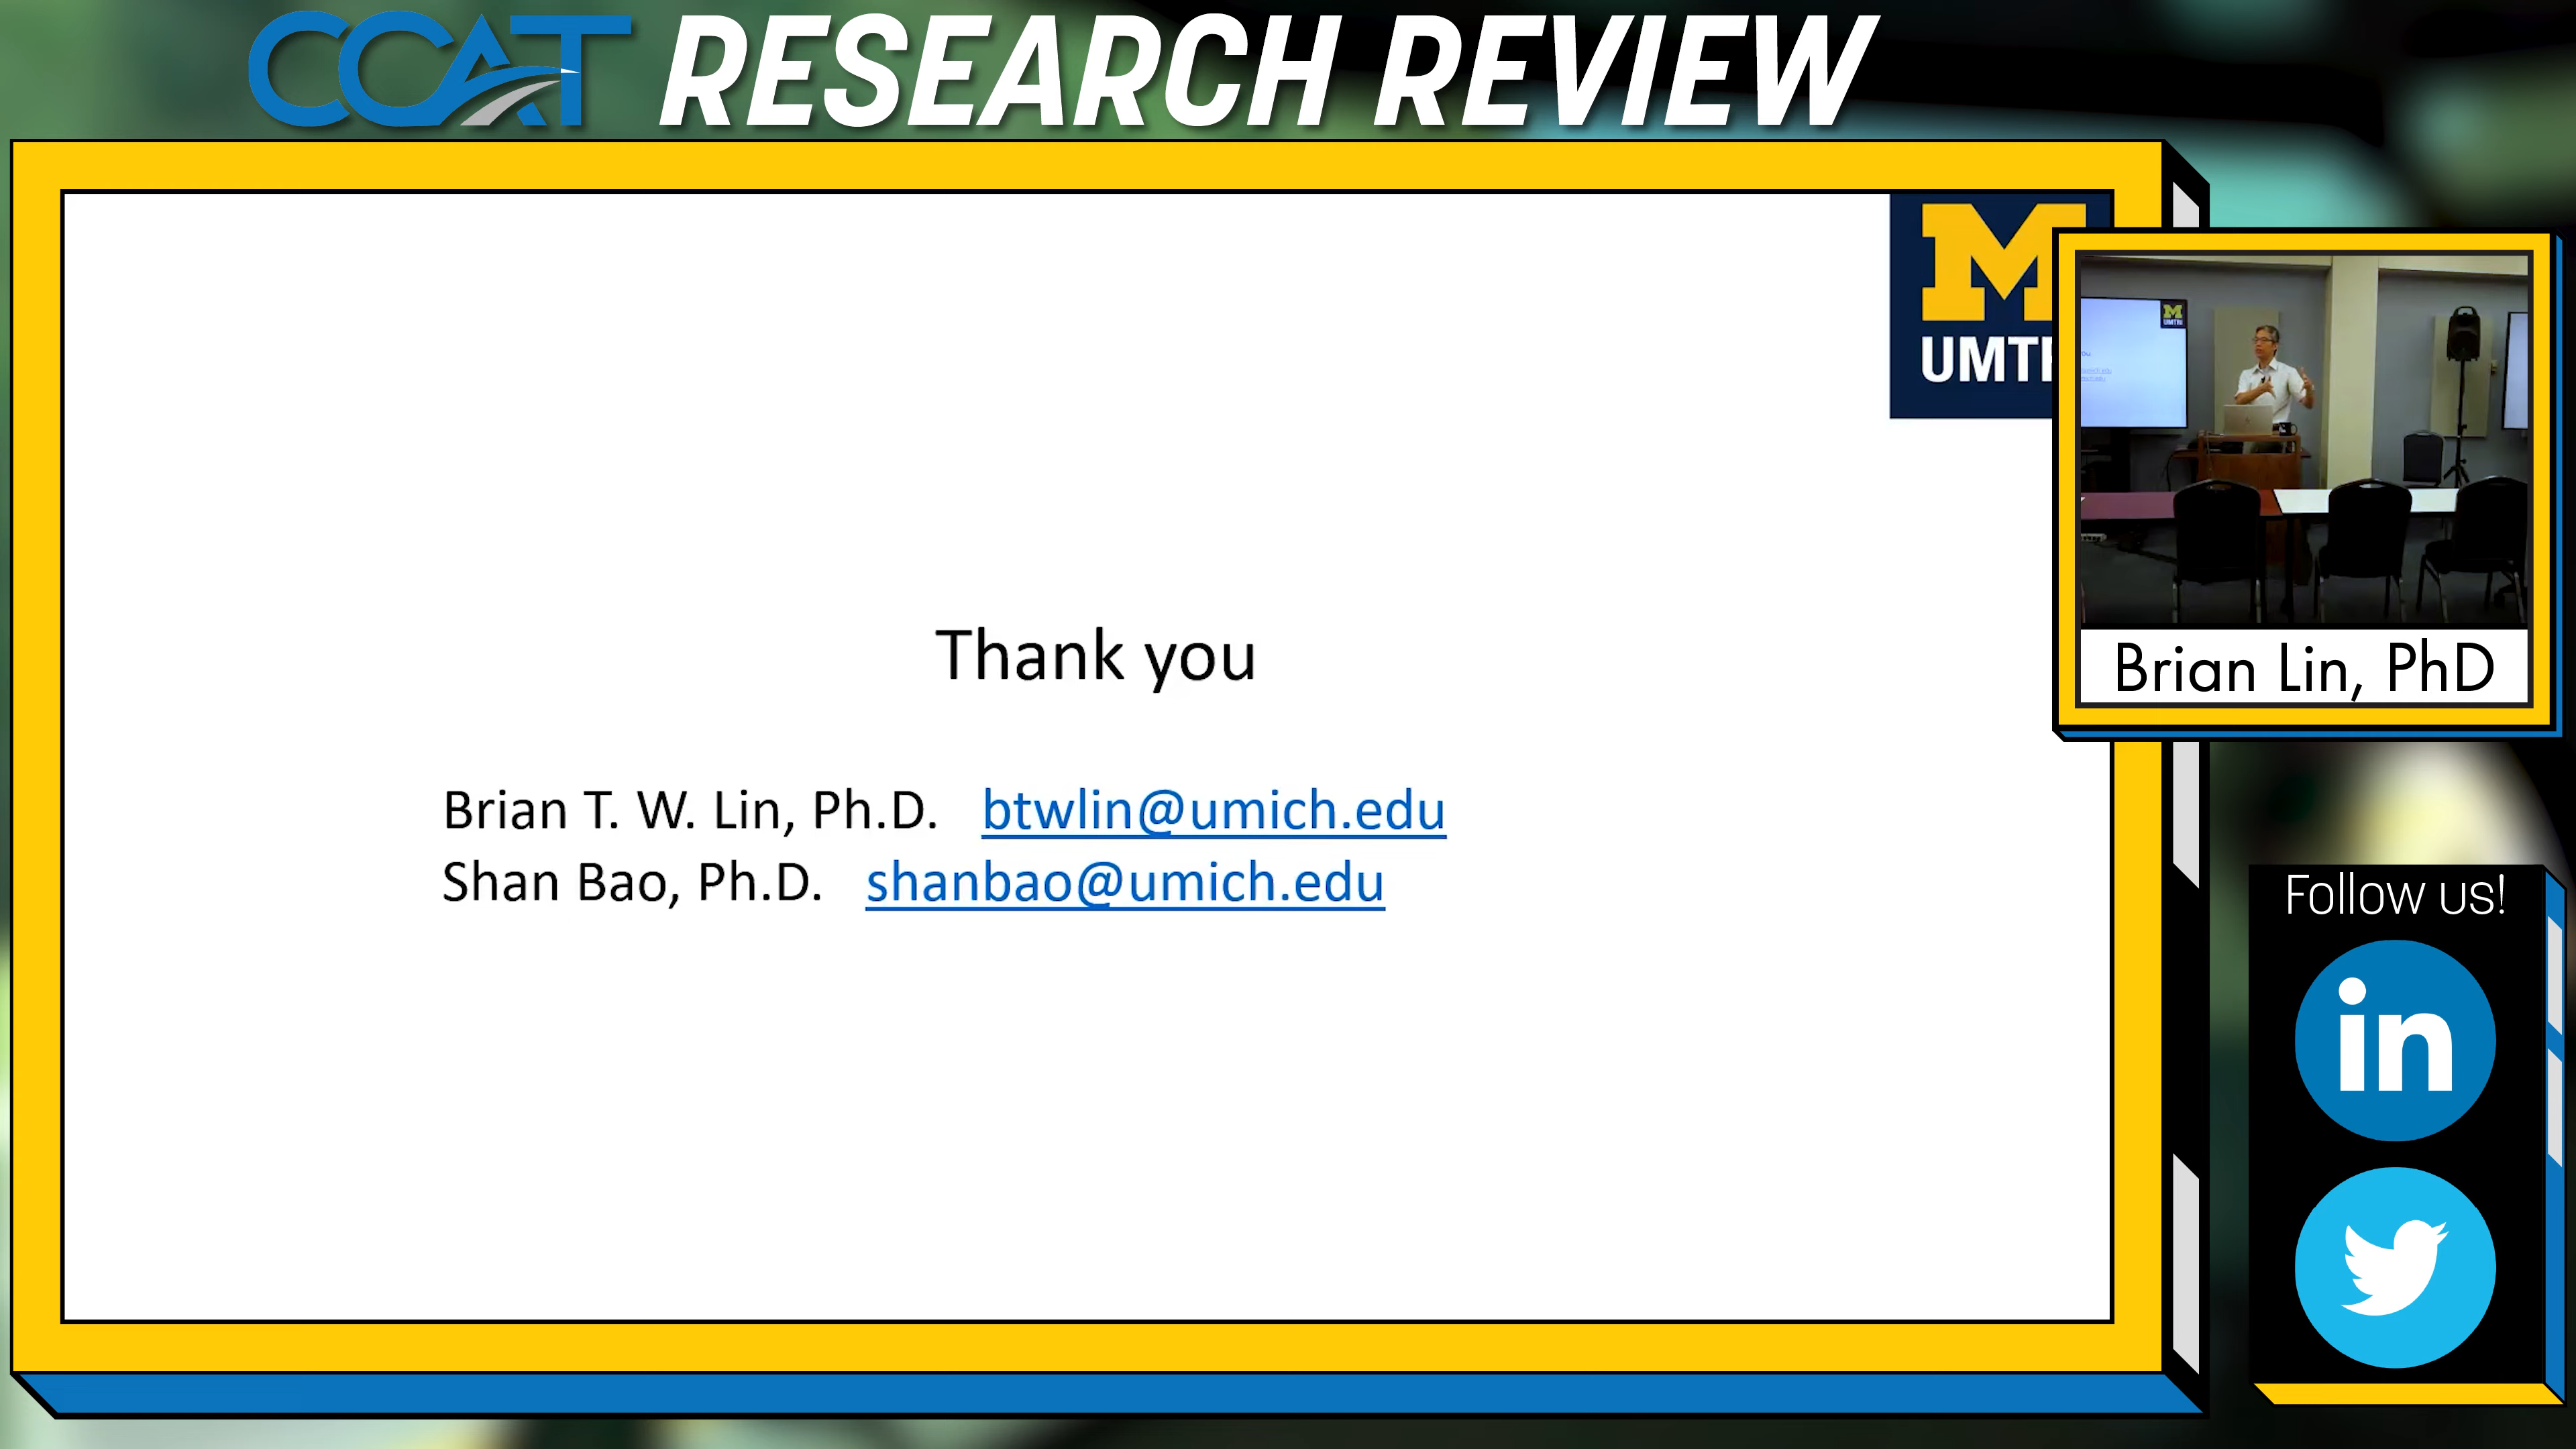 CCAT RESEARCH REVIEW
M
UMTR
Thank you
Brian T. W. Lin, Ph.D. btwlin@umich.edu
Shan Bao, Ph.D. shanbao@umich.edu
M
UMTRI
Brian Lin, PhD
Follow us!
in